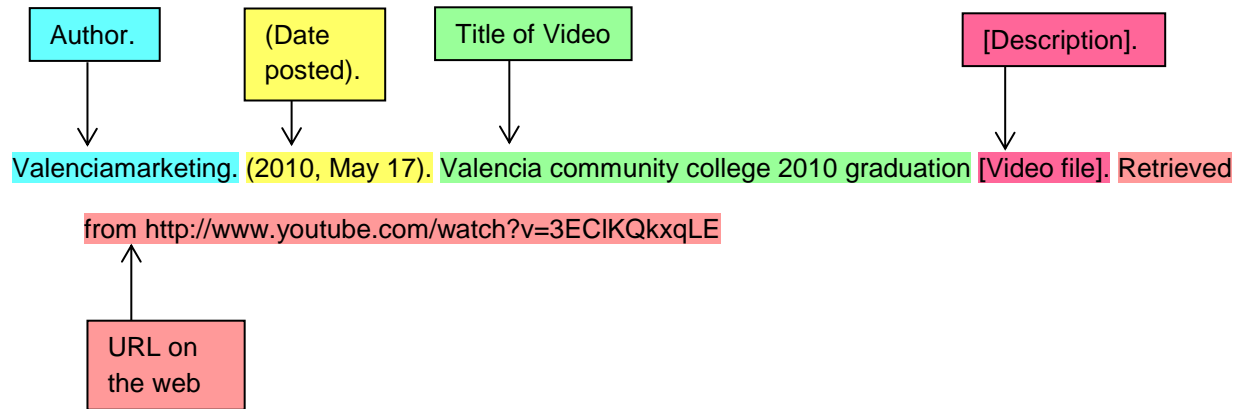 Author.
(Date
posted).
Title of Video
[Description].
Valenciamarketing. (2010, May 17). Valencia community college 2010 graduation [Video file]. Retrieved
from http://www.youtube.com/watch?v=3EClKQkxqLE
URL on
the web